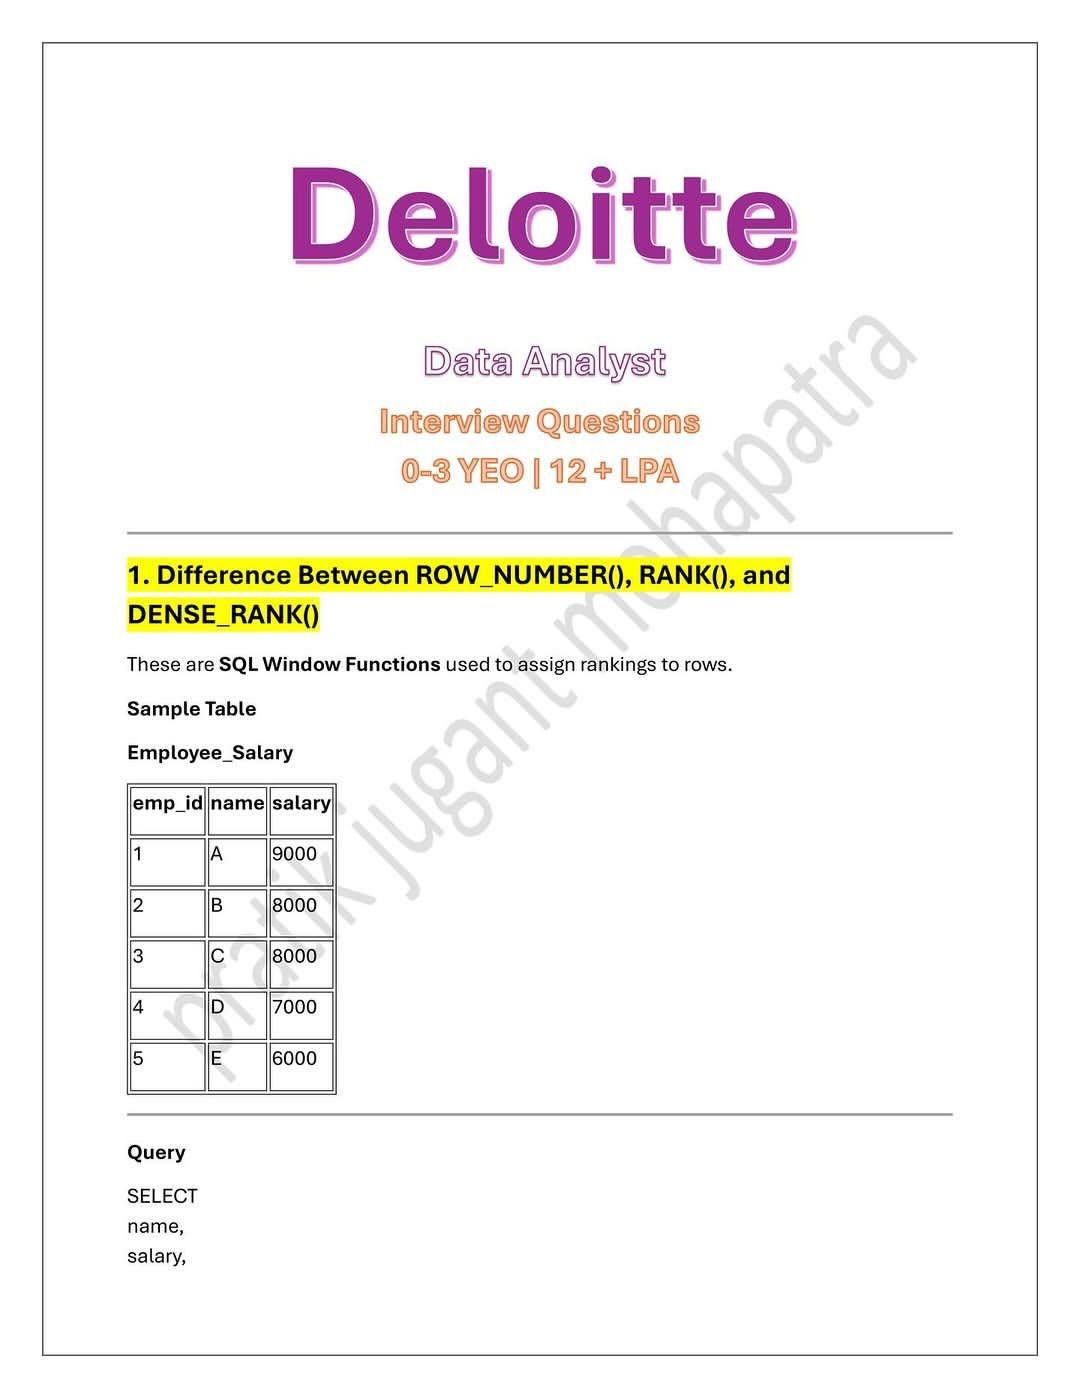 Deloitte
Data Analyst
Interview Questions
0-3 YEO | 12 + LPA
1. Difference Between ROW_NUMBER(), RANK(), and
DENSE_RANK()
These are SQL Window Functions used to assign rankings to rows.
Sample Table
Employee_Salary
emp_id name salary
1 A 9000
2 B 8000
3 C 8000
4 D 7000
5 E 6000
Query
SELECT
name,
salary,
pratik jugant mohapatra